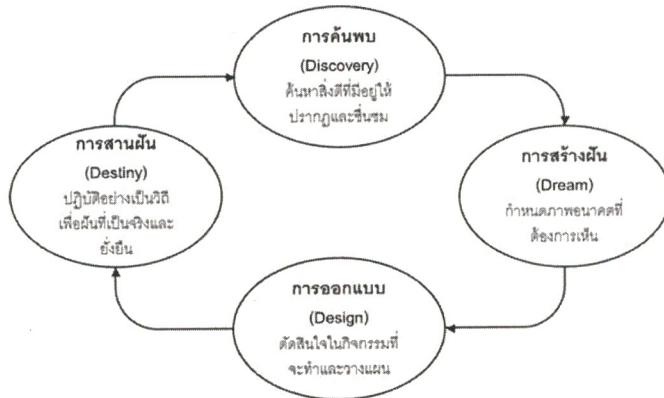 การค้นพบ
(Discovery)
ค้นหาสิ่งดีที่มีอยู่ให้
ปรากฏและชื่นชม
การสร้างฝัน
(Dream)
กำหนดภาพอนาคตที่
ต้องการเห็น
การออกแบบ
(Design)
ตัดสินใจในกิจกรรมที่
จะทำและวางแผน
การสานฝัน
(Destiny)
ปฏิบัติอย่างเป็นวิถี
เพื่อฝันที่เป็นจริงและ
ยั่งยืน